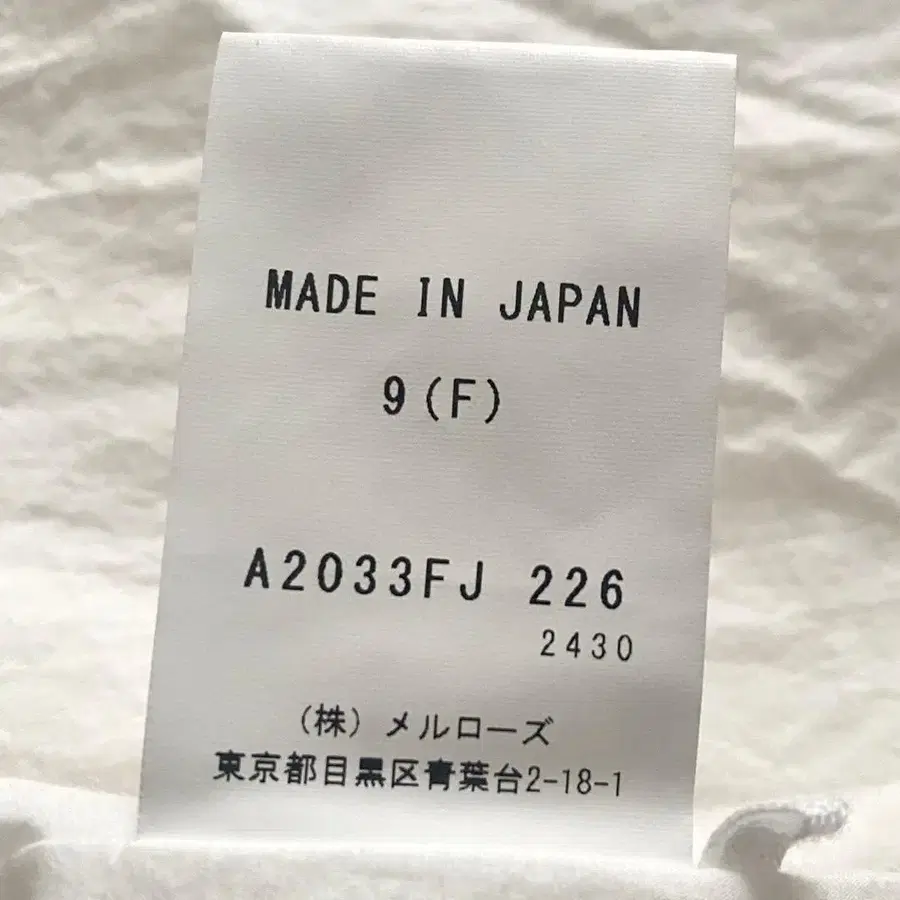 MADE IN JAPAN
9(F)
A2033FJ 226
2430
(株)メルローズ
東京都目黒区青葉台2-18-1